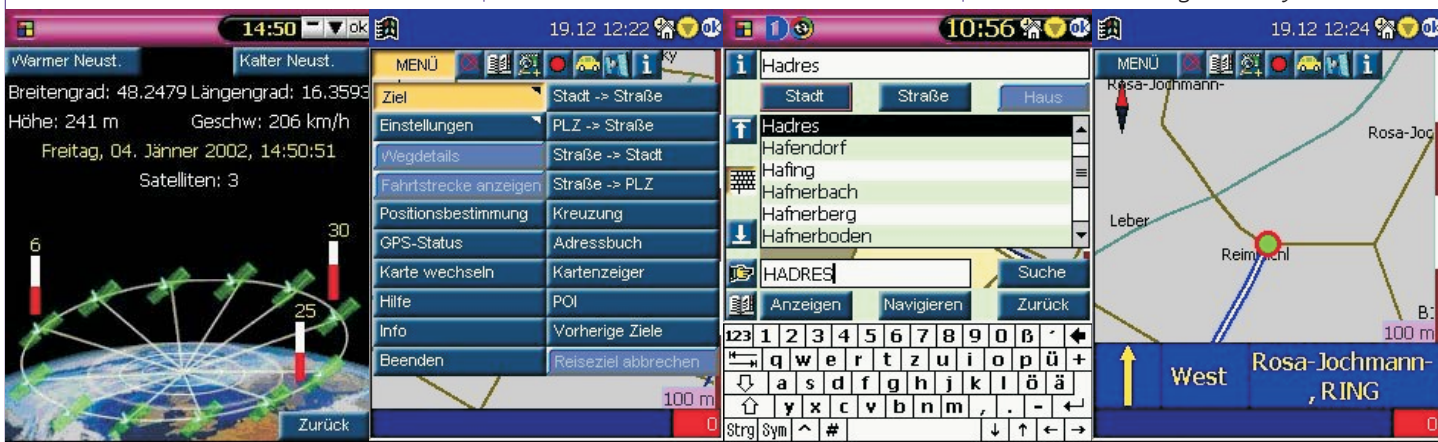 14:50 ok
Warmer Neust. Kalter Neust.
Breitengrad: 48.2479 Längengrad: 16.3593
Höhe: 241 m Geschw: 206 km/h
Freitag, 04. Jänner 2002, 14:50:51
Satelliten: 3
6
30
25
Zurück
19.12 12:22 ok
MENÜ i ky
Ziel Stadt -> Straße
Einstellungen PLZ -> Straße
Wegdetails Straße -> Stadt
Fahrtstrecke anzeigen Straße -> PLZ
Positionsbestimmung Kreuzung
GPS-Status Adressbuch
Karte wechseln Kartenzeiger
Hilfe POI
Info Vorherige Ziele
Beenden Reiseziel abbrechen
100 m
0
1 10:56 ok
i Hadres
Stadt Straße Haus
Hadres
Hafendorf
Hafing
Hafnerbach
Hafnerberg
Hafnerboden
HADRES Suche
Anzeigen Navigieren Zurück
123 1 2 3 4 5 6 7 8 9 0 ß ´
q w e r t z u i o p ü +
a s d f g h j k l ö ä
y x c v b n m , . -
Strg Sym ^ #
19.12 12:24 ok
MENÜ i
Rosa-Jochmann-
Rosa-Joc
Leber
100 m
West Rosa-Jochmann-
, RING
0